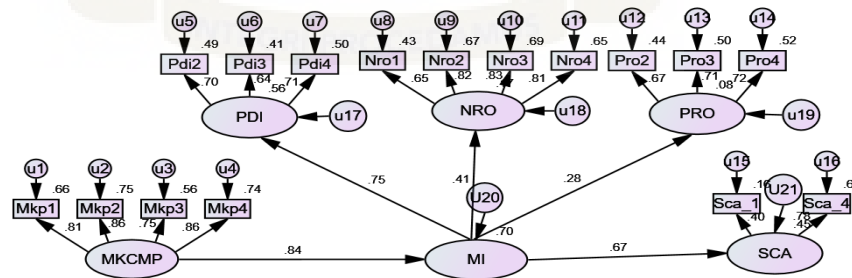 u5 u6 u7 u8 u9 u10 u11 u12 u13 u14
.49 .41 .50 .43 .67 .69 .65 .44 .50 .52
Pdi2 Pdi3 Pdi4 Nro1 Nro2 Nro3 Nro4 Pro2 Pro3 Pro4
.70 .64 .71 .65 .82 .83 .81 .67 .71 .72
.56 .08
PDI u17 NRO u18 PRO u19
u1 u2 u3 u4 .75 .41 .28 u15 u16
.66 .75 .56 .74 U20 .16 U21
Mkp1 Mkp2 Mkp3 Mkp4 Sca_1 Sca_4
.81 .86 .75 .86 .70 .40 .78
.45
MKCMP .84 MI .67 SCA